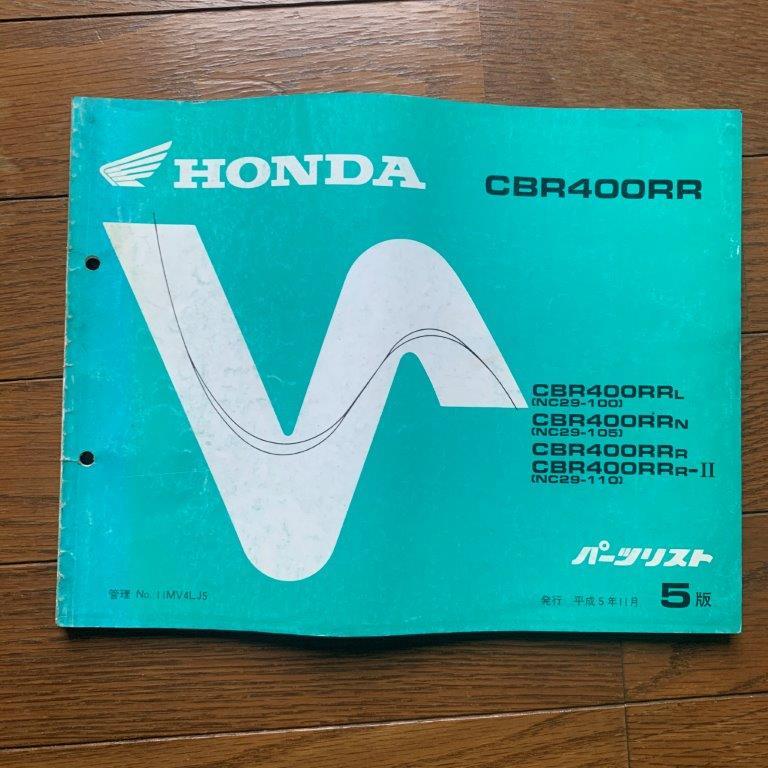 HONDA
CBR400RR
CBR400RRL
(NC29-100)
CBR400RRN
(NC29-105)
CBR400RRR
CBR400RRR-II
(NC29-110)
パーツリスト
管理 No. 11MV4LJ5
発行 平成5年11月 5版